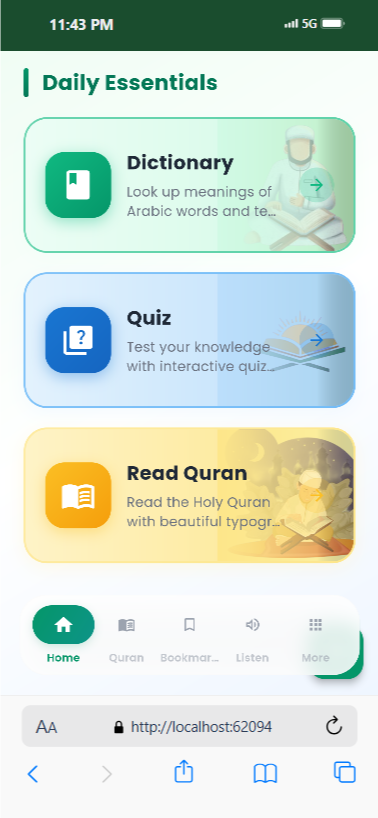 11:43 PM
5G
Daily Essentials
Dictionary
Look up meanings of
Arabic words and te...
Quiz
Test your knowledge
with interactive quiz...
Read Quran
Read the Holy Quran
with beautiful typogr...
Home
Quran
Bookmar...
Listen
More
AA
http://localhost:62094